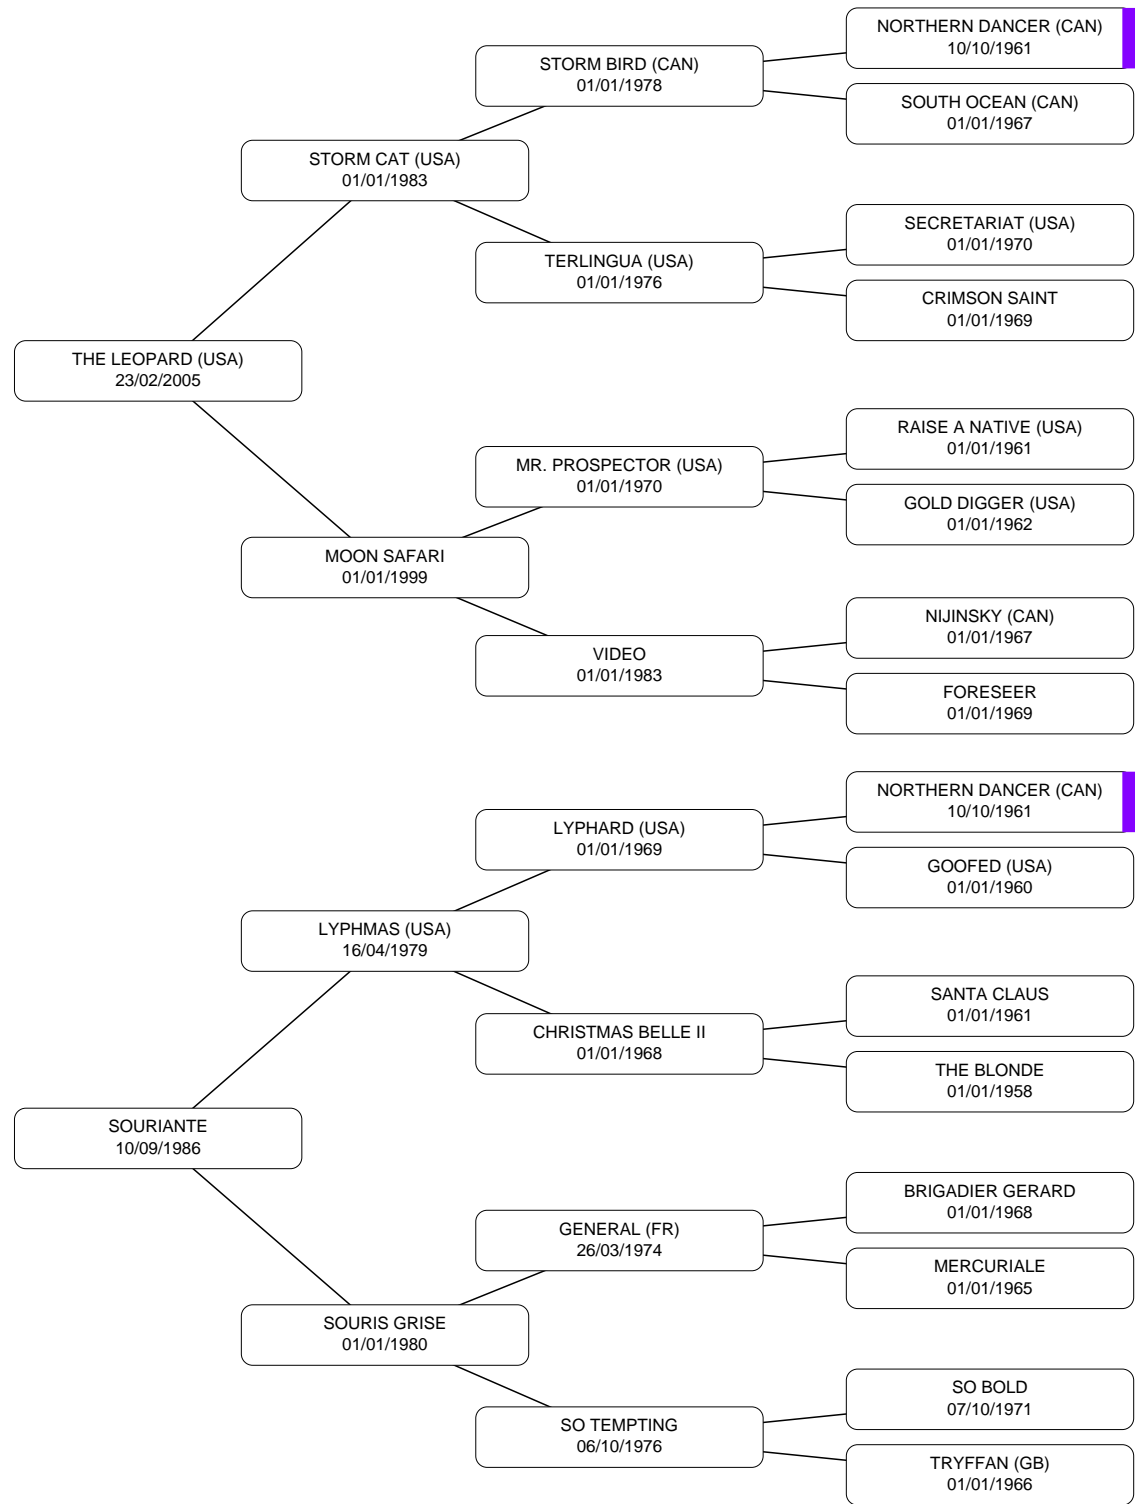 NORTHERN DANCER (CAN)
10/10/1961
STORM BIRD (CAN)
01/01/1978
SOUTH OCEAN (CAN)
01/01/1967
STORM CAT (USA)
01/01/1983
SECRETARIAT (USA)
01/01/1970
TERLINGUA (USA)
01/01/1976
CRIMSON SAINT
01/01/1969
THE LEOPARD (USA)
23/02/2005
RAISE A NATIVE (USA)
01/01/1961
MR. PROSPECTOR (USA)
01/01/1970
GOLD DIGGER (USA)
01/01/1962
MOON SAFARI
01/01/1999
NIJINSKY (CAN)
01/01/1967
VIDEO
01/01/1983
FORESEER
01/01/1969
NORTHERN DANCER (CAN)
10/10/1961
LYPHARD (USA)
01/01/1969
GOOFED (USA)
01/01/1960
LYPHMAS (USA)
16/04/1979
SANTA CLAUS
01/01/1961
CHRISTMAS BELLE II
01/01/1968
THE BLONDE
01/01/1958
SOURIANTE
10/09/1986
BRIGADIER GERARD
01/01/1968
GENERAL (FR)
26/03/1974
MERCURIALE
01/01/1965
SOURIS GRISE
01/01/1980
SO BOLD
07/10/1971
SO TEMPTING
06/10/1976
TRYFFAN (GB)
01/01/1966